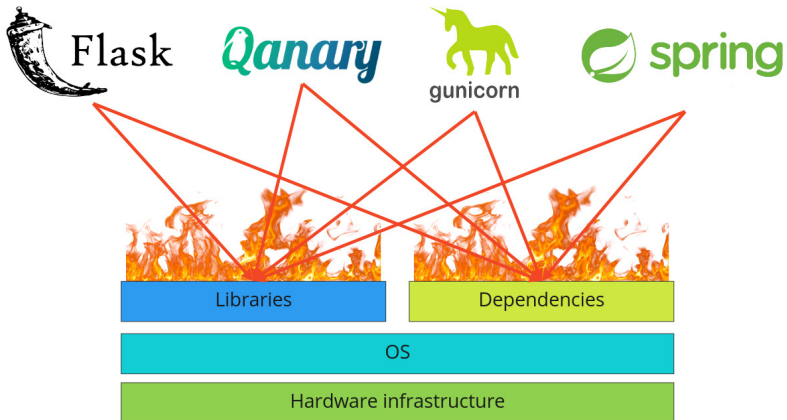 Flask
Qanary
gunicorn
spring
Libraries
Dependencies
OS
Hardware infrastructure